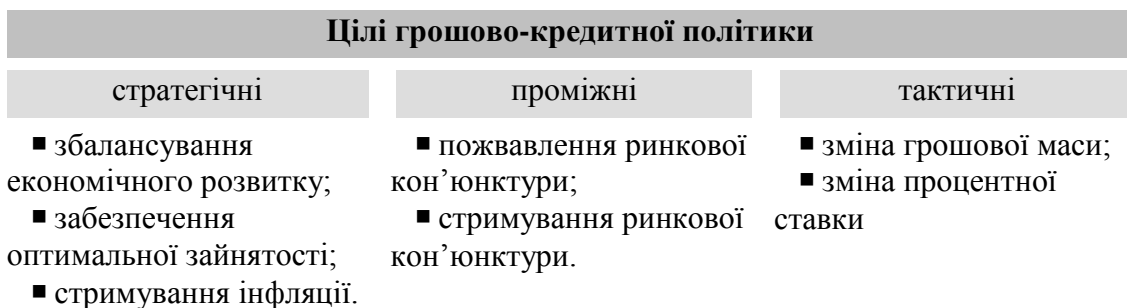 Цілі грошово-кредитної політики
стратегічні
■ збалансування
економічного розвитку;
■ забезпечення
оптимальної зайнятості;
■ стримування інфляції.
проміжні
■ пожвавлення ринкової
кон’юнктури;
■ стримування ринкової
кон’юнктури.
тактичні
■ зміна грошової маси;
■ зміна процентної
ставки